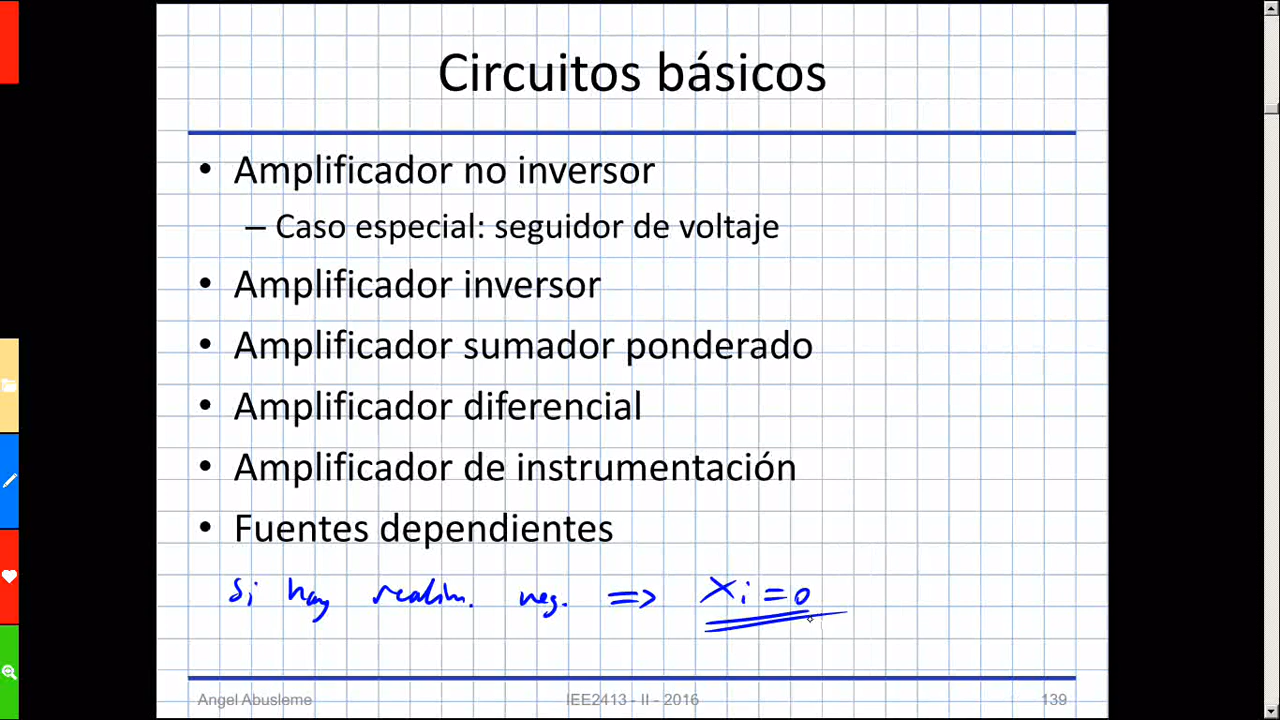 Circuitos básicos
• Amplificador no inversor
– Caso especial: seguidor de voltaje
• Amplificador inversor
• Amplificador sumador ponderado
• Amplificador diferencial
• Amplificador de instrumentación
• Fuentes dependientes
Si hay realim. neg. => Xi = 0
Angel Abusleme IEE2413 - II - 2016 139